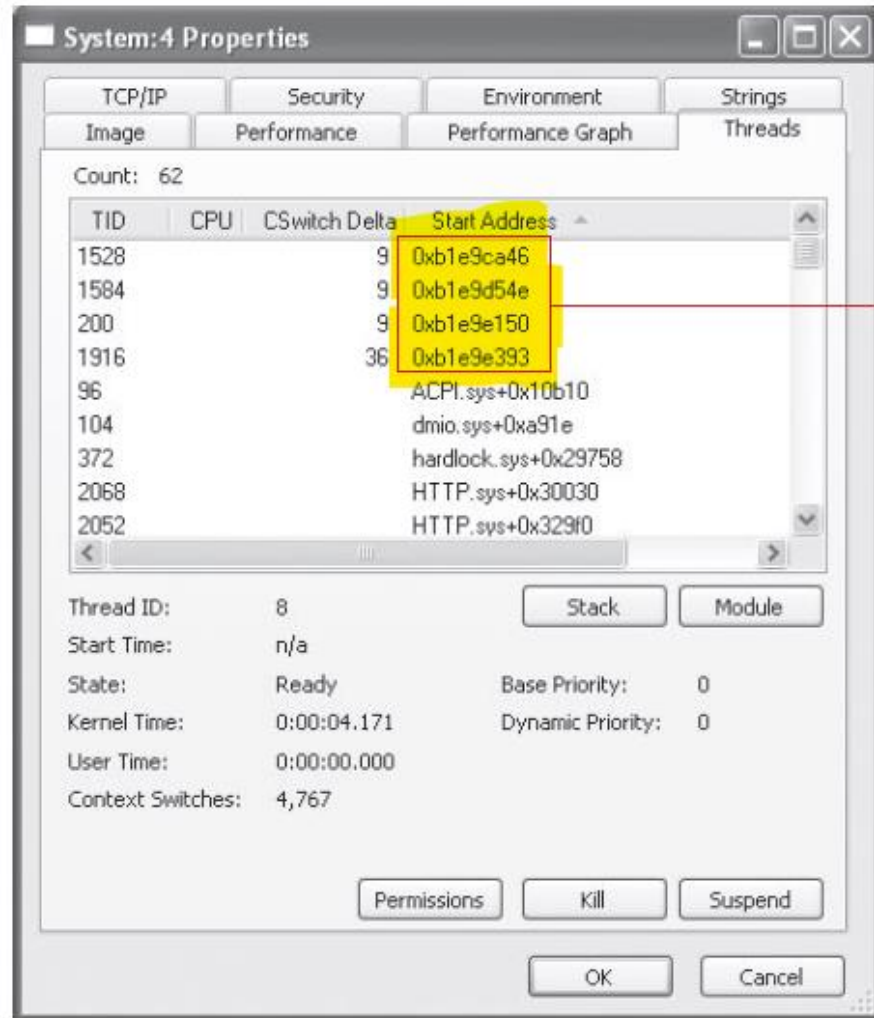 System:4 Properties
TCP/IP Security Environment Strings
Image Performance Performance Graph Threads
Count: 62
TID CPU CSwitch Delta Start Address
1528 9 0xb1e9ca46
1584 9 0xb1e9d54e
200 9 0xb1e9e150
1916 36 0xb1e9e393
96 ACPI.sys+0x10b10
104 dmio.sys+0xa91e
372 hardlock.sys+0x29758
2068 HTTP.sys+0x30030
2052 HTTP.sys+0x329f0
Thread ID: 8 Stack Module
Start Time: n/a
State: Ready Base Priority: 0
Kernel Time: 0:00:04.171 Dynamic Priority: 0
User Time: 0:00:00.000
Context Switches: 4,767
Permissions Kill Suspend
OK Cancel